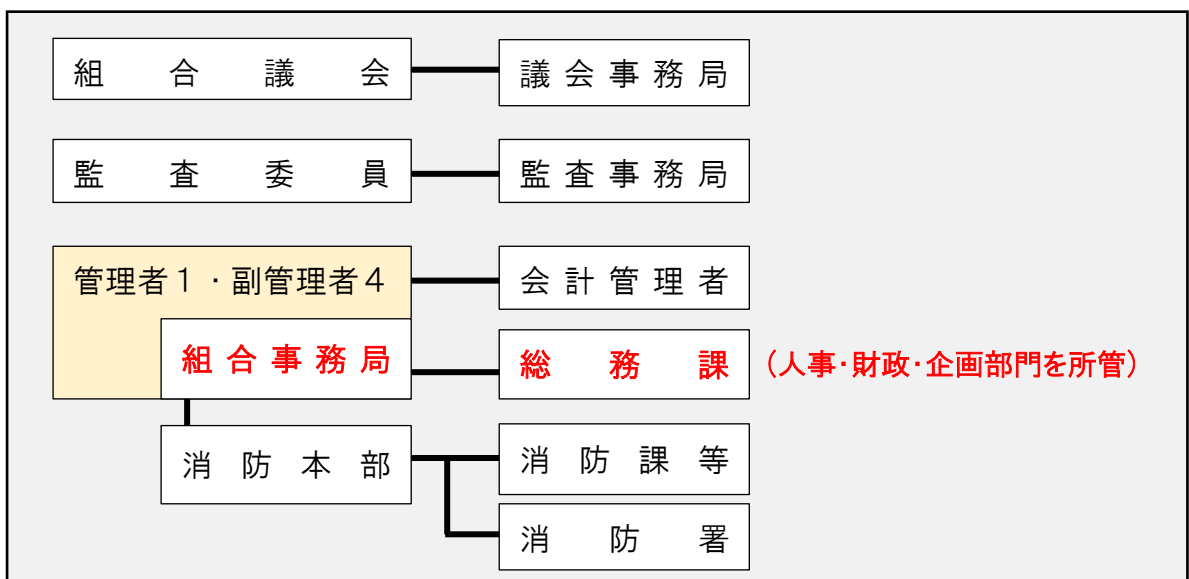 組合議会 議会事務局
監査委員 監査事務局
管理者1・副管理者4 会計管理者
組合事務局 総務課 (人事・財政・企画部門を所管)
消防本部 消防課等
消防署